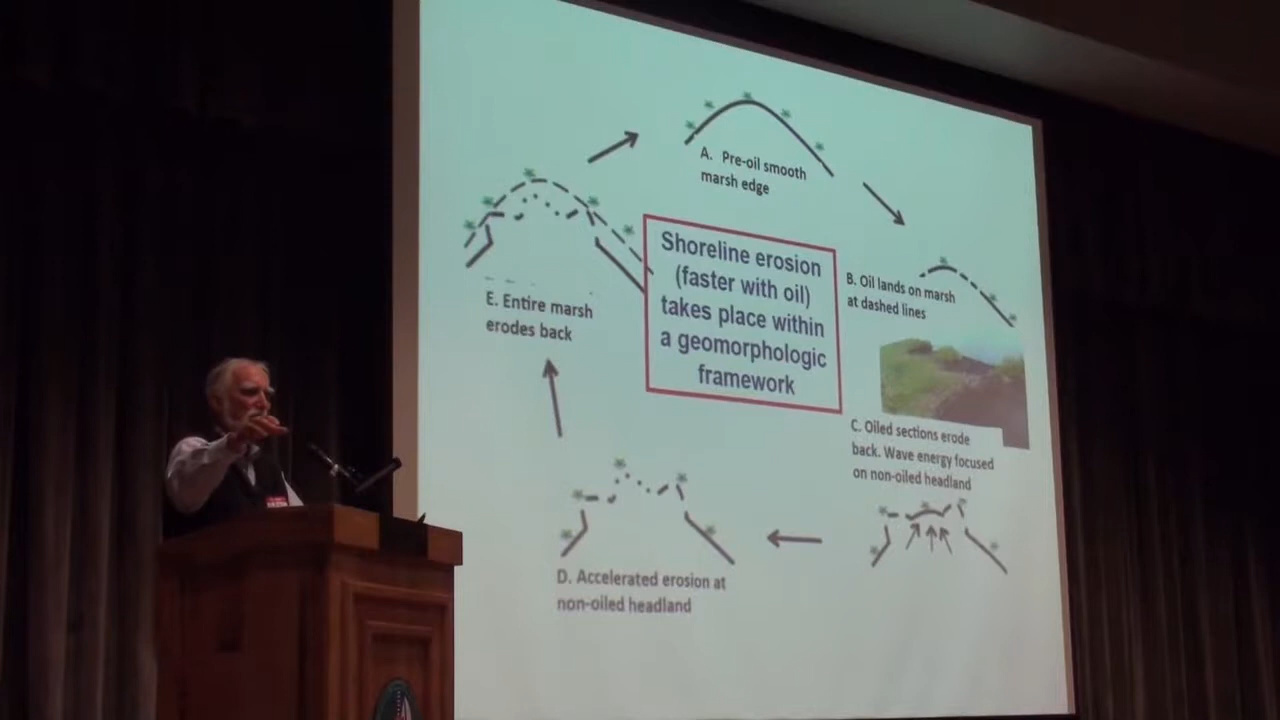 A. Pre-oil smooth
marsh edge
B. Oil lands on marsh
at dashed lines
C. Oiled sections erode
back. Wave energy focused
on non-oiled headland
D. Accelerated erosion at
non-oiled headland
E. Entire marsh
erodes back
Shoreline erosion
(faster with oil)
takes place within
a geomorphologic
framework